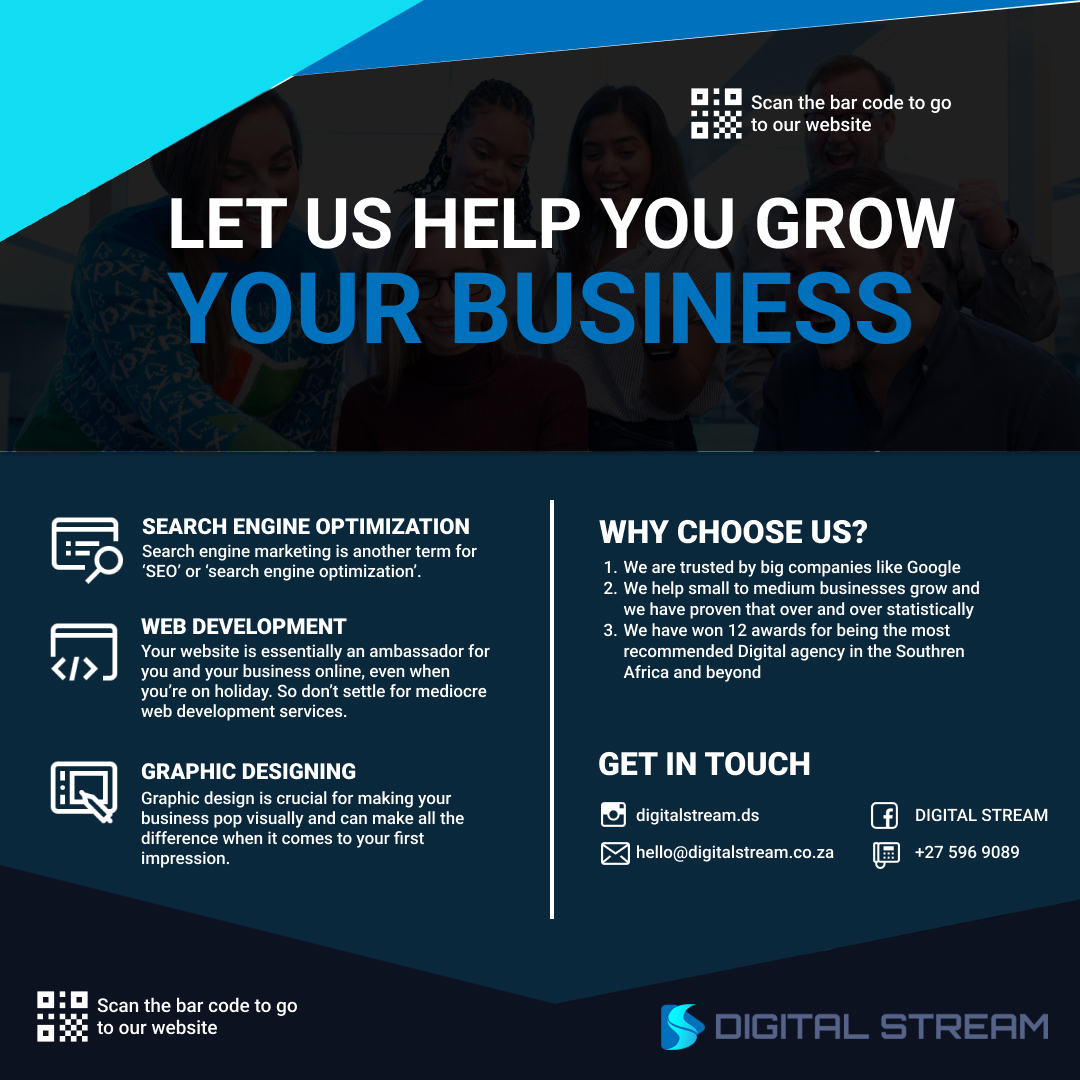 Scan the bar code to go
to our website
LET US HELP YOU GROW
YOUR BUSINESS
SEARCH ENGINE OPTIMIZATION
Search engine marketing is another term for
‘SEO’ or ‘search engine optimization’.
WEB DEVELOPMENT
Your website is essentially an ambassador for
you and your business online, even when
you’re on holiday. So don’t settle for mediocre
web development services.
GRAPHIC DESIGNING
Graphic design is crucial for making your
business pop visually and can make all the
difference when it comes to your first
impression.
WHY CHOOSE US?
1. We are trusted by big companies like Google
2. We help small to medium businesses grow and
we have proven that over and over statistically
3. We have won 12 awards for being the most
recommended Digital agency in the Southren
Africa and beyond
GET IN TOUCH
digitalstream.ds
DIGITAL STREAM
hello@digitalstream.co.za
+27 596 9089
Scan the bar code to go
to our website
DIGITAL STREAM